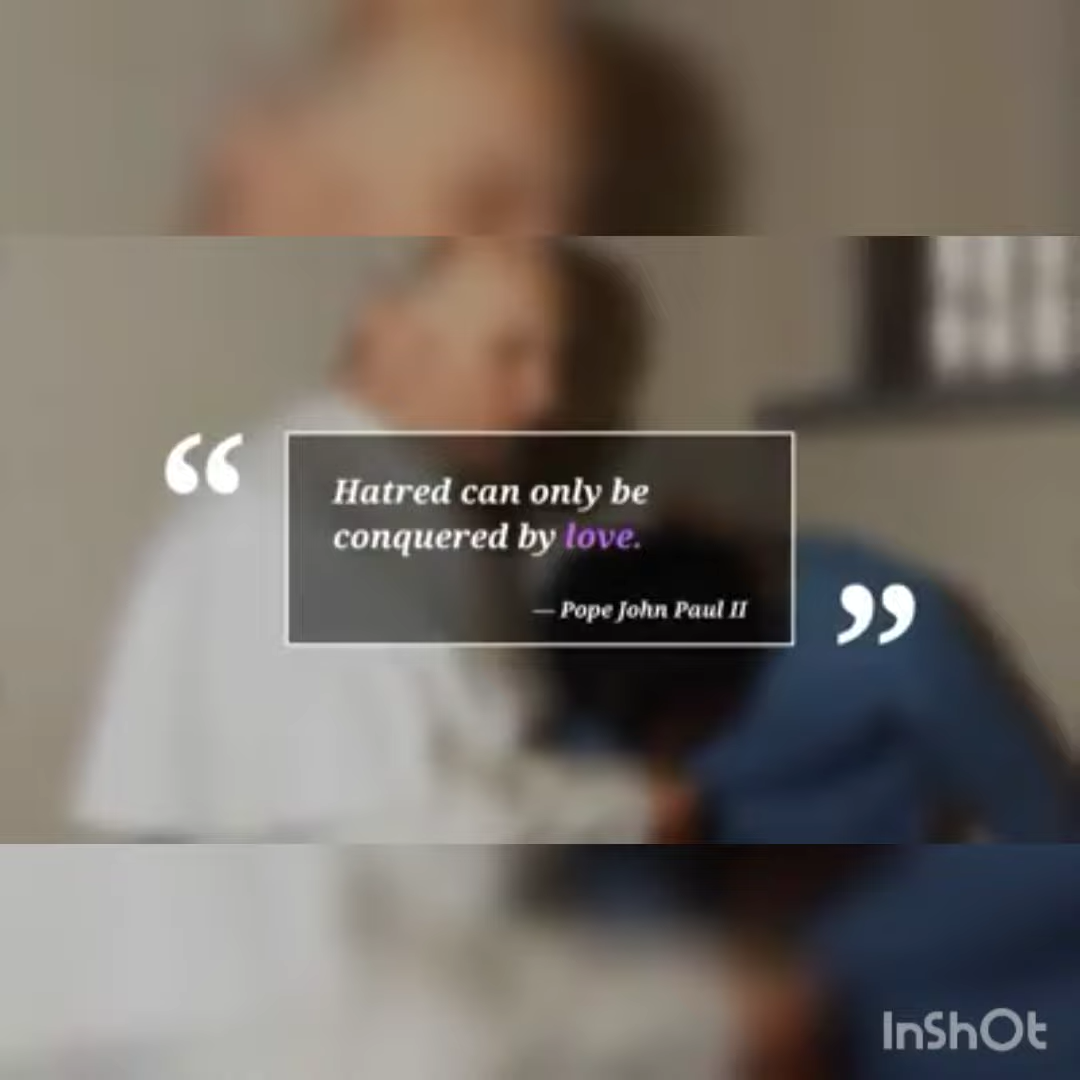 “
Hatred can only be
conquered by love.
— Pope John Paul II
”
InShOt